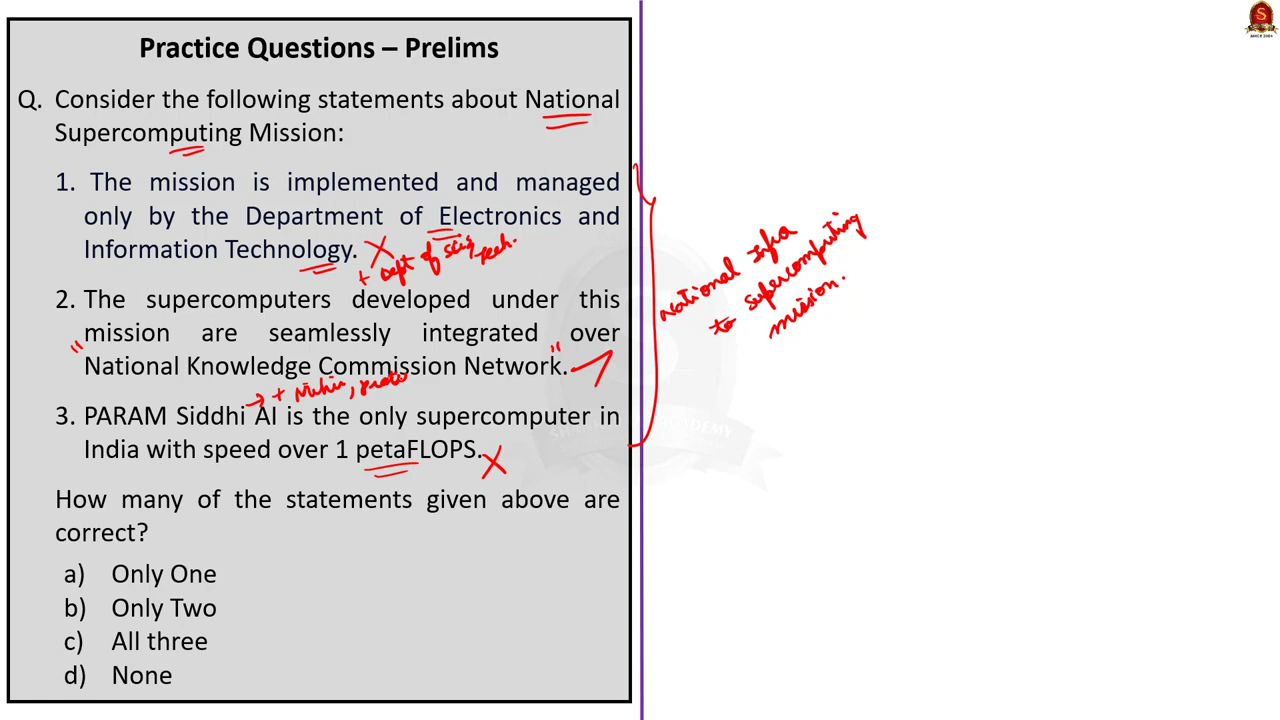 Practice Questions – Prelims
Q. Consider the following statements about National
Supercomputing Mission:
1. The mission is implemented and managed
only by the Department of Electronics and
Information Technology.
+ Dept of Sci & Tech.
2. The supercomputers developed under this
mission are seamlessly integrated over
"National Knowledge Commission Network."
→ + Mihir, Pratyush
3. PARAM Siddhi AI is the only supercomputer in
India with speed over 1 petaFLOPS.
How many of the statements given above are
correct?
a) Only One
b) Only Two
c) All three
d) None
National Infra
to supercomputing
mission.
S
SINCE 2004